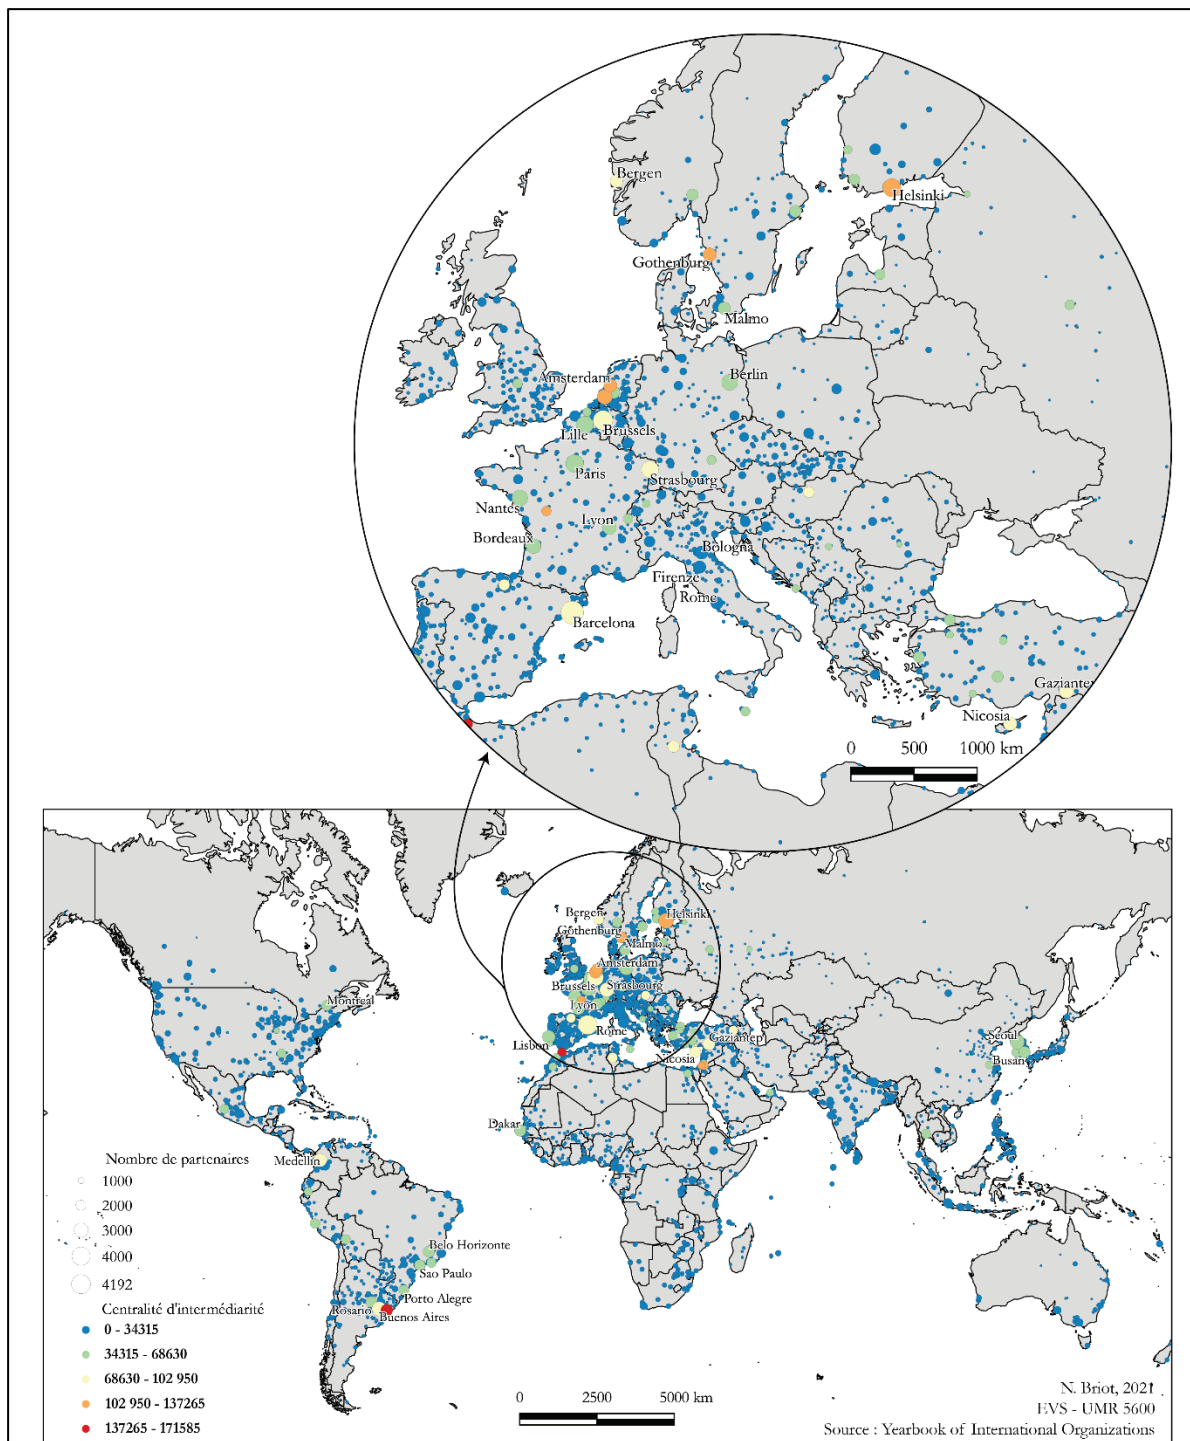 Bergen
Helsinki
Gothenburg
Malmo
Amsterdam
Berlin
Lille
Brussels
Paris
Strasbourg
Nantes
Lyon
Bordeaux
Bologna
Firenze
Rome
Barcelona
Gaziantep
Nicosia
0 500 1000 km
Bergen
Helsinki
Gothenburg
Malmo
Amsterdam
Brussels
Strasbourg
Lyon
Montreal
Rome
Lisbon
Gaziantep
Nicosia
Seoul
Busan
Dakar
Nombre de partenaires
Medellin
1000
2000
3000
4000
4192
Belo Horizonte
Sao Paulo
Porto Alegre
Rosario
Buenos Aires
Centralité d'intermédiarité
0 - 34315
34315 - 68630
68630 - 102 950
102 950 - 137265
137265 - 171585
0 2500 5000 km
N. Briot, 2021
EVS - UMR 5600
Source : Yearbook of International Organizations